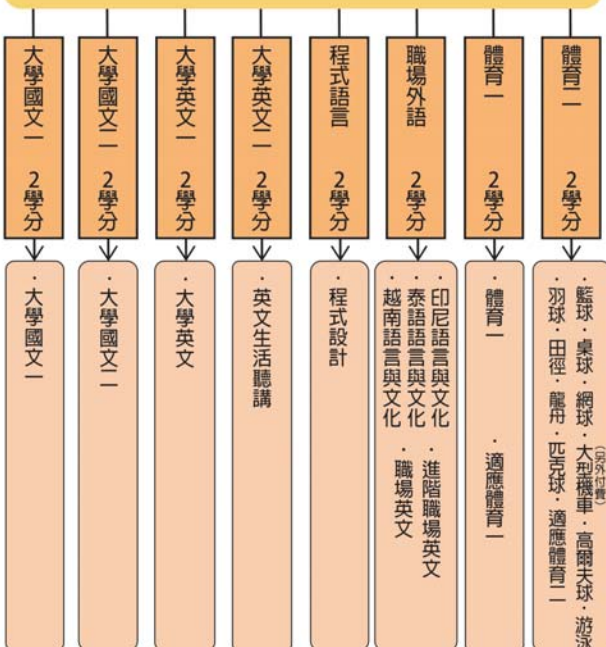 大學國文一 2學分
大學國文二 2學分
大學英文一 2學分
大學英文二 2學分
程式語言 2學分
職場外語 2學分
體育一 2學分
體育二 2學分
·大學國文一
·大學國文二
·大學英文
·英文生活聽講
·程式設計
·印尼語言與文化
·泰語語言與文化·進階職場英文
·越南語言與文化·職場英文
·體育一 ·適應體育一
·籃球·桌球·網球·大型機車(另外付費)·高爾夫球·游泳
·羽球·田徑·龍舟·匹克球·適應體育二